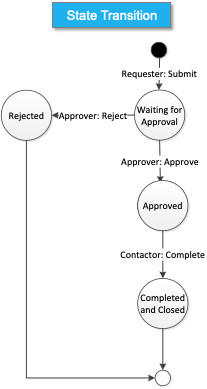 State Transition
Requester: Submit
Rejected
Approver: Reject
Waiting for
Approval
Approver: Approve
Approved
Contactor: Complete
Completed
and Closed